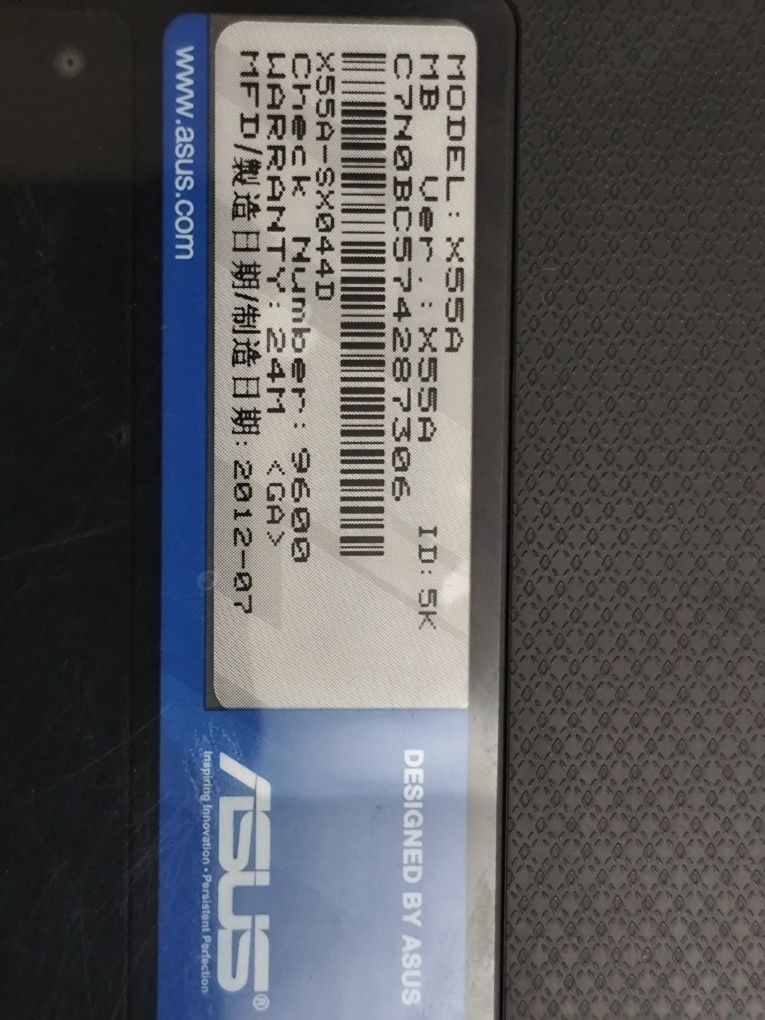 MODEL: X55A
MB Ver.: X55A ID: 5K
C7N0BC574287306
X55A-SX044D
Check Number: 9600
WARRANTY: 24M <GA>
MFD/製造日期/制造日期: 2012-07
www.asus.com
DESIGNED BY ASUS
ASUS®
Inspiring Innovation • Persistent Perfection